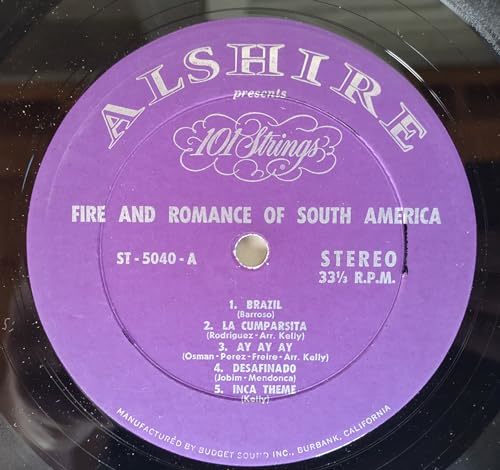 ALSHIRE
presents
101 Strings®
FIRE AND ROMANCE OF SOUTH AMERICA
ST - 5040 - A
STEREO
33⅓ R.P.M.
1. BRAZIL
(Barroso)
2. LA CUMPARSITA
(Rodriguez-Arr. Kelly)
3. AY AY AY
(Osman-Perez-Freire-Arr. Kelly)
4. DESAFINADO
(Jobim-Mendonca)
5. INCA THEME
(Kelly)
MANUFACTURED BY BUDGET SOUND INC., BURBANK, CALIFORNIA